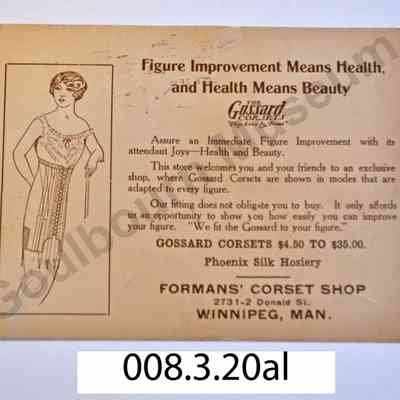 Figure Improvement Means Health,
and Health Means Beauty
THE
Gossard
CORSETS
Assure an Immediate Figure Improvement with its
attendant Joys—Health and Beauty.
This store welcomes you and your friends to an exclusive
shop, where Gossard Corsets are shown in modes that are
adapted to every figure.
Our fitting does not obligate you to buy. It only affords
us an opportunity to show you how easily you can improve
your figure. "We fit the Gossard to your figure."
GOSSARD CORSETS $4.50 TO $35.00.
Phoenix Silk Hosiery
FORMANS' CORSET SHOP
2731-2 Donald St.
WINNIPEG, MAN.
008.3.20al